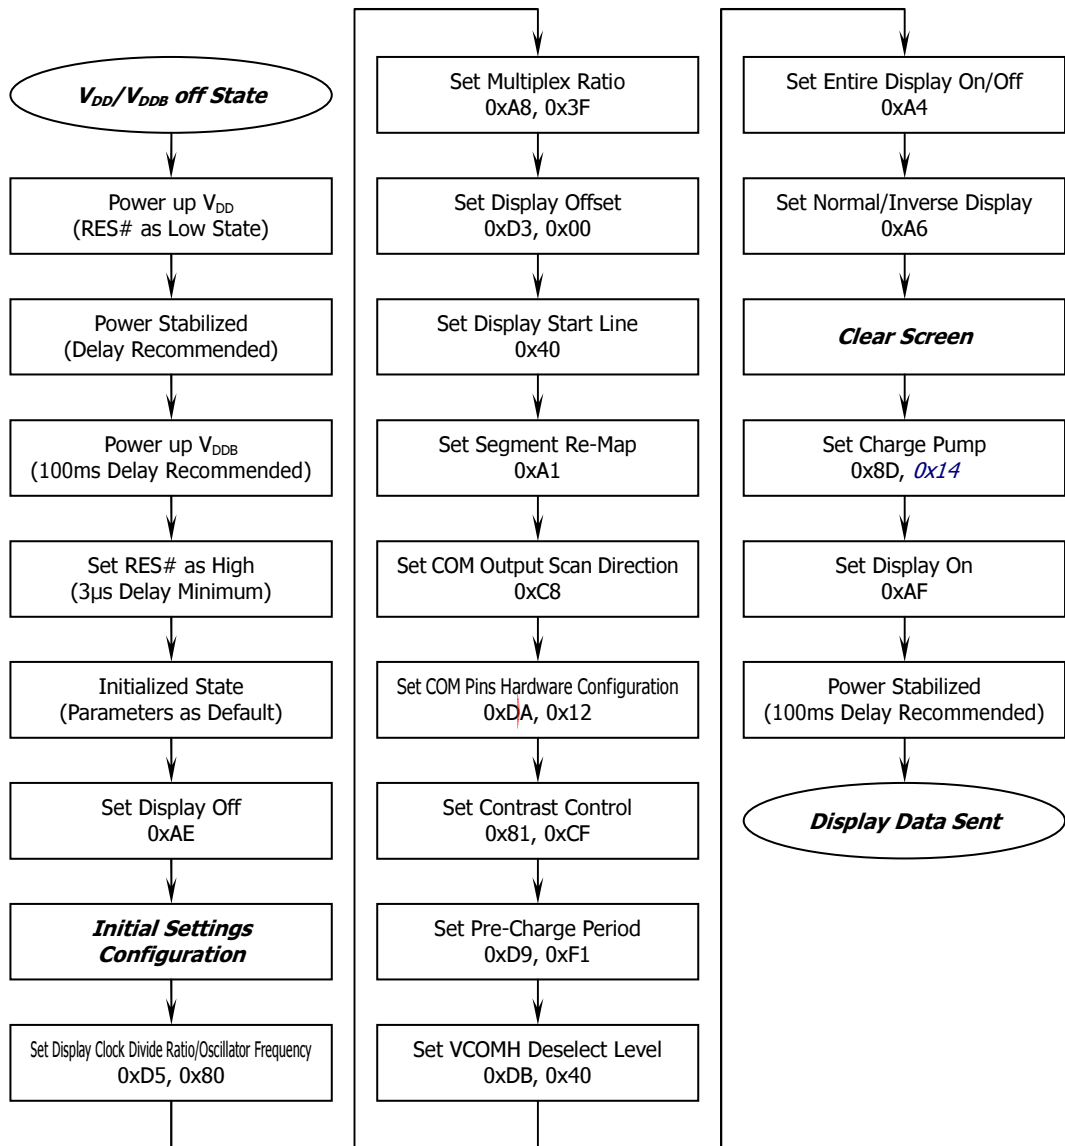 V_DD/V_DDB off State
Power up V_DD
(RES# as Low State)
Power Stabilized
(Delay Recommended)
Power up V_DDB
(100ms Delay Recommended)
Set RES# as High
(3μs Delay Minimum)
Initialized State
(Parameters as Default)
Set Display Off
0xAE
Initial Settings
Configuration
Set Display Clock Divide Ratio/Oscillator Frequency
0xD5, 0x80
Set Multiplex Ratio
0xA8, 0x3F
Set Display Offset
0xD3, 0x00
Set Display Start Line
0x40
Set Segment Re-Map
0xA1
Set COM Output Scan Direction
0xC8
Set COM Pins Hardware Configuration
0xDA, 0x12
Set Contrast Control
0x81, 0xCF
Set Pre-Charge Period
0xD9, 0xF1
Set VCOMH Deselect Level
0xDB, 0x40
Set Entire Display On/Off
0xA4
Set Normal/Inverse Display
0xA6
Clear Screen
Set Charge Pump
0x8D, 0x14
Set Display On
0xAF
Power Stabilized
(100ms Delay Recommended)
Display Data Sent